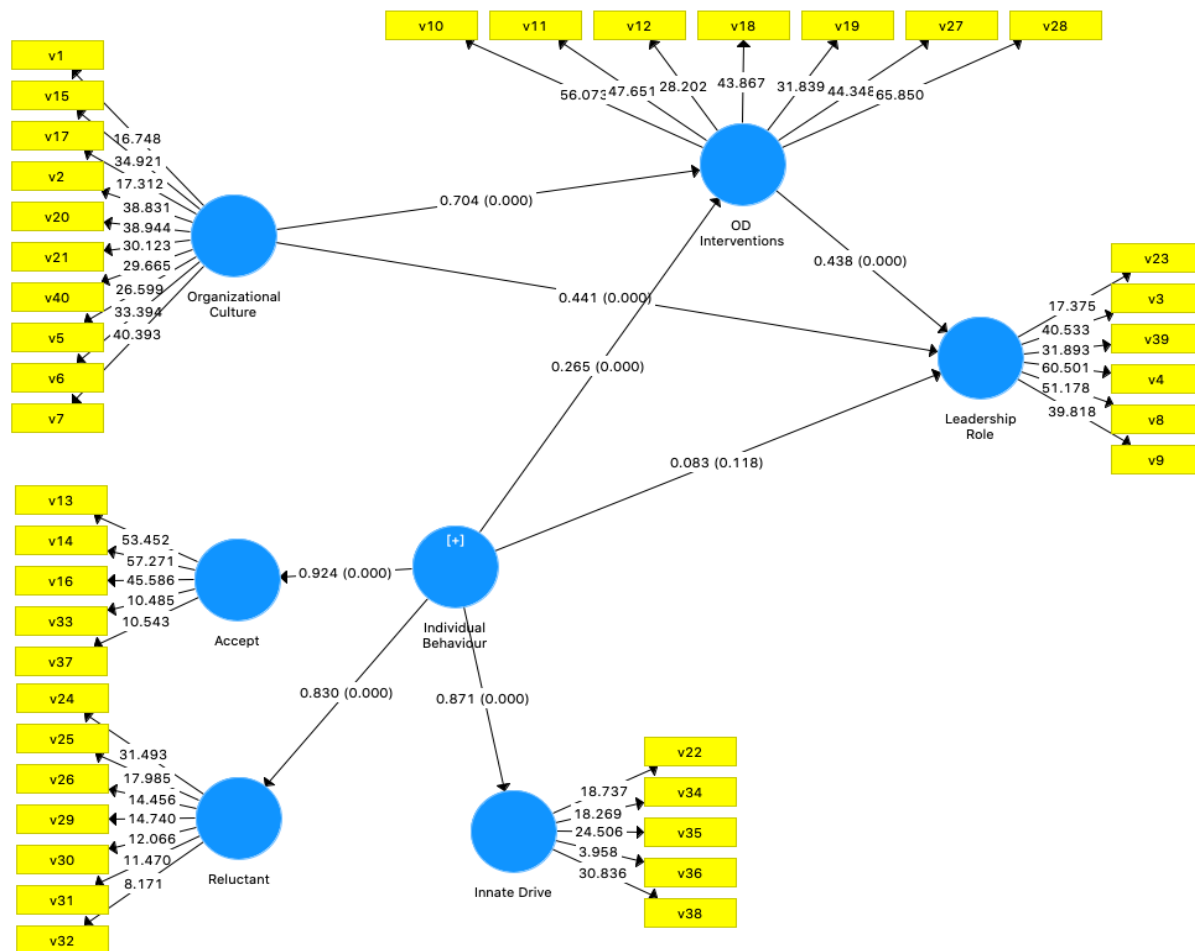 v10
v11
v12
v18
v19
v27
v28
56.073
47.651
28.202
43.867
31.839
44.348
65.850
v1
v15
v17
v2
v20
v21
v40
v5
v6
v7
16.748
34.921
17.312
38.831
38.944
30.123
29.665
26.599
33.394
40.393
Organizational
Culture
0.704 (0.000)
OD
Interventions
0.438 (0.000)
0.441 (0.000)
0.265 (0.000)
0.083 (0.118)
v23
v3
v39
v4
v8
v9
17.375
40.533
31.893
60.501
51.178
39.818
Leadership
Role
v13
v14
v16
v33
v37
53.452
57.271
45.586
10.485
10.543
Accept
0.924 (0.000)
[+]
Individual
Behaviour
0.830 (0.000)
0.871 (0.000)
v24
v25
v26
v29
v30
v31
v32
31.493
17.985
14.456
14.740
12.066
11.470
8.171
Reluctant
Innate Drive
18.737
18.269
24.506
3.958
30.836
v22
v34
v35
v36
v38